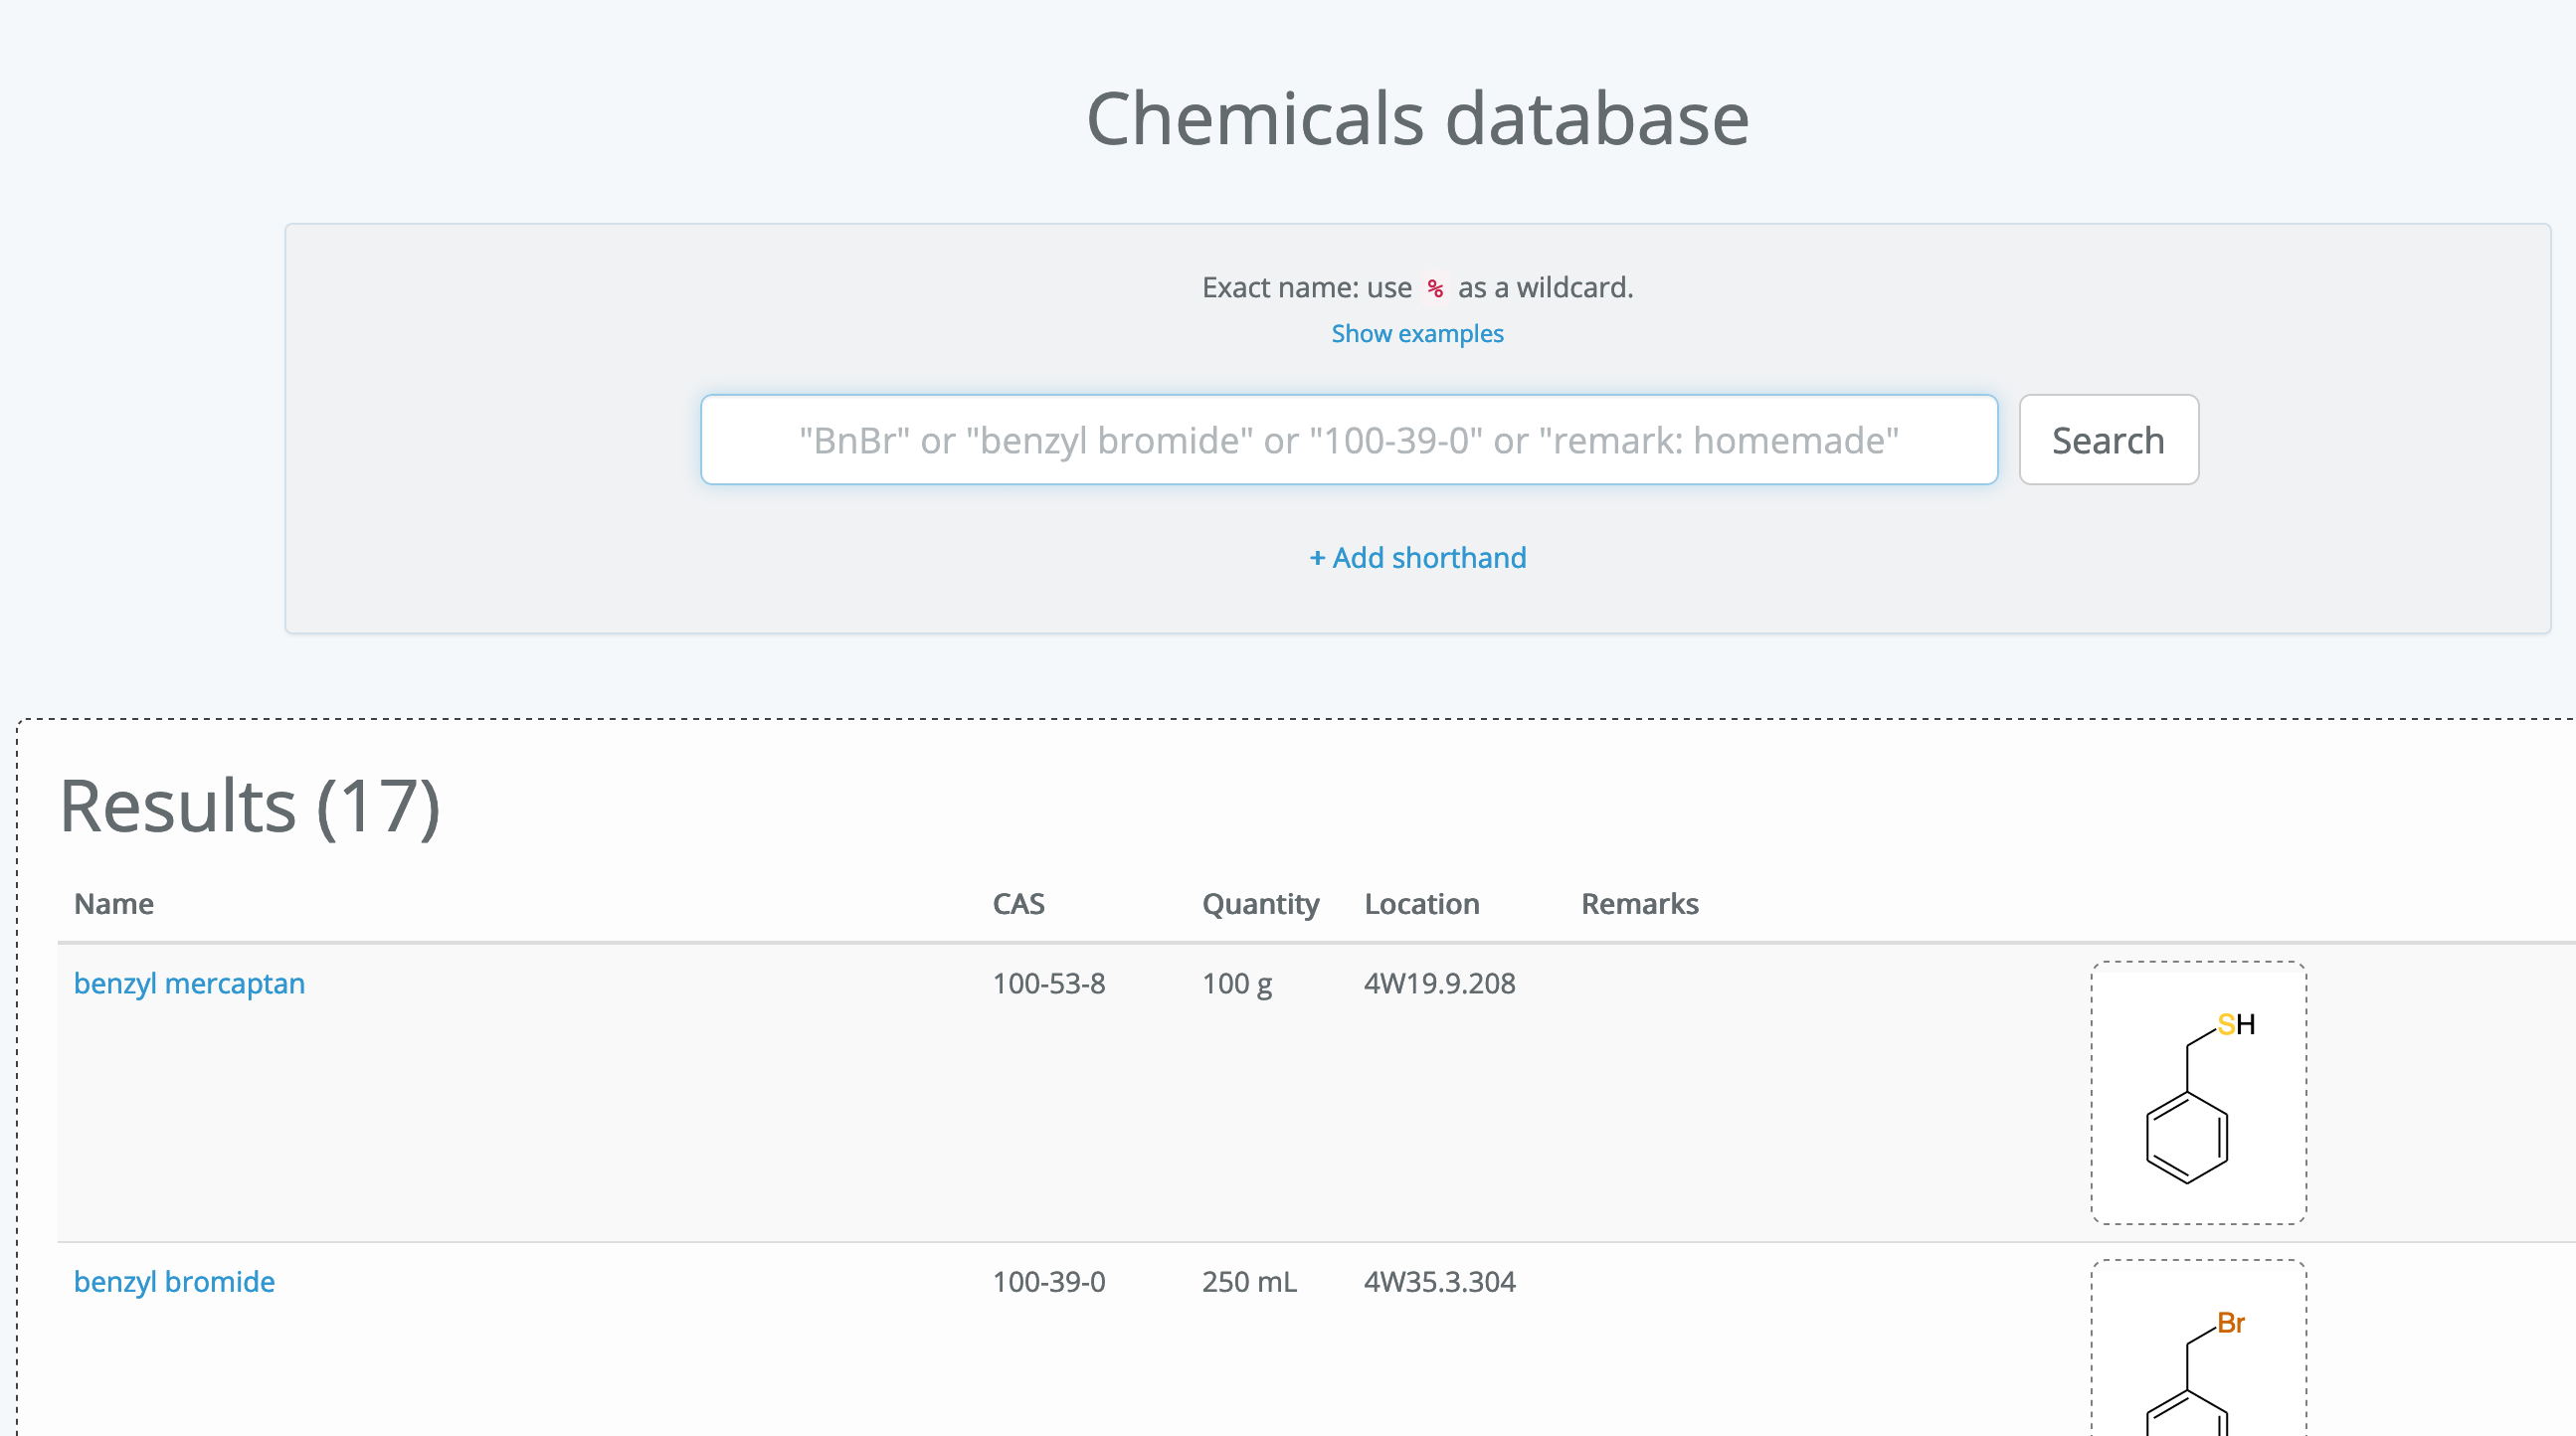 Chemicals database
Exact name: use % as a wildcard.
Show examples
"BnBr" or "benzyl bromide" or "100-39-0" or "remark: homemade"
Search
+ Add shorthand
Results (17)
Name CAS Quantity Location Remarks
benzyl mercaptan 100-53-8 100 g 4W19.9.208
SH
benzyl bromide 100-39-0 250 mL 4W35.3.304
Br